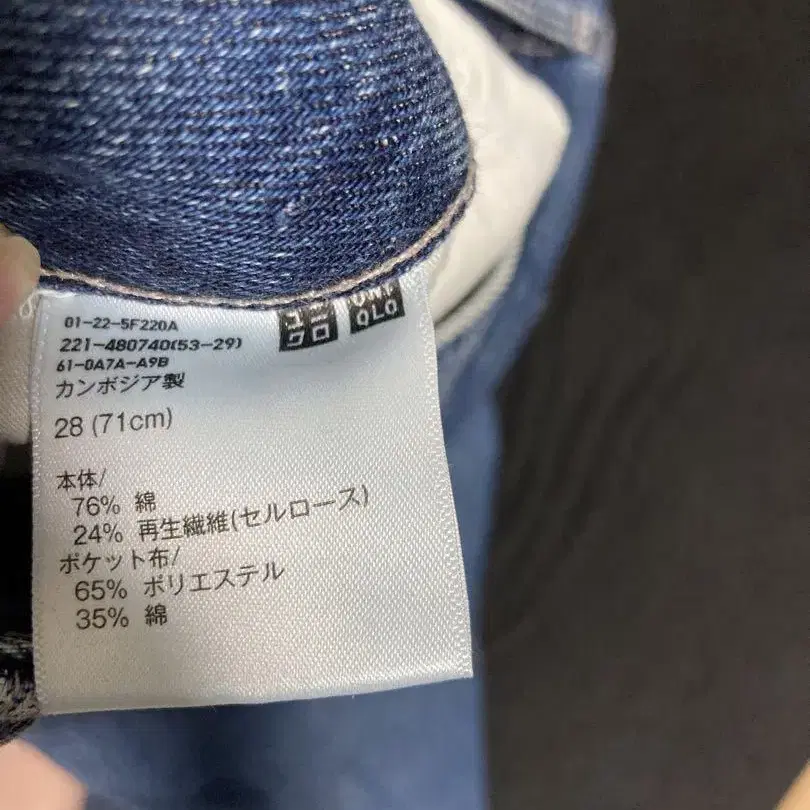 01-22-5F220A
221-480740(53-29)
61-0A7A-A9B
カンボジア製
28 (71cm)
本体/
76% 綿
24% 再生繊維(セルロース)
ポケット布/
65% ポリエステル
35% 綿
ユニ
クロ
UNI
QLO